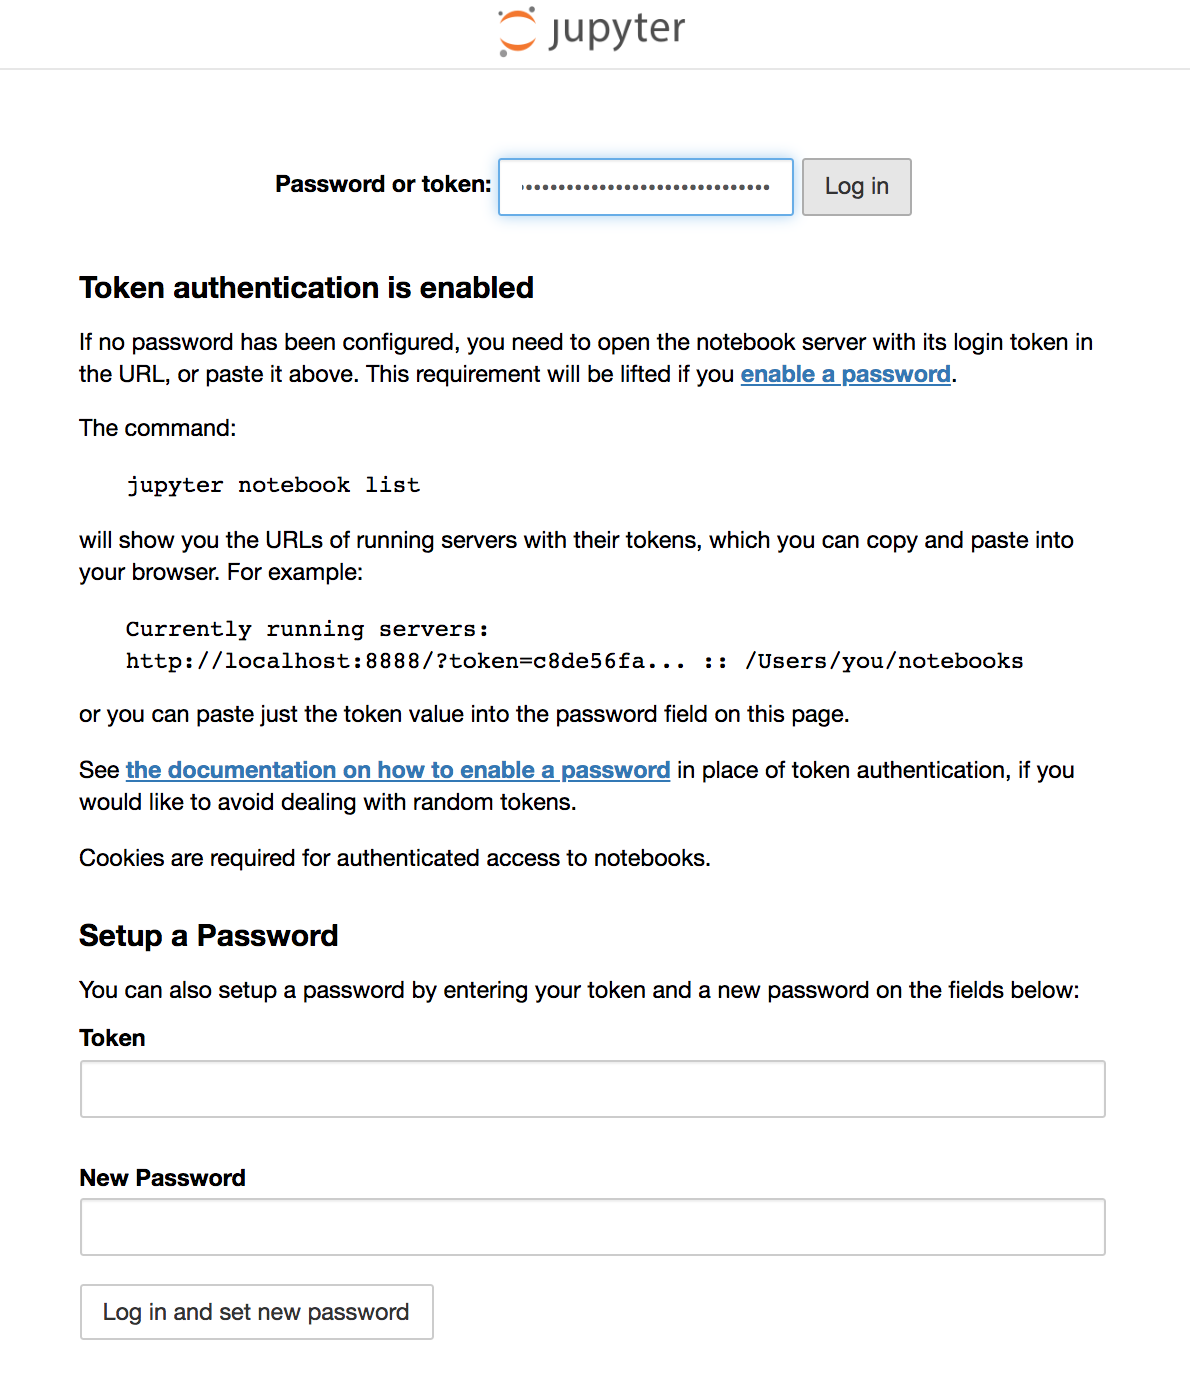 jupyter
Password or token:
Log in
Token authentication is enabled
If no password has been configured, you need to open the notebook server with its login token in
the URL, or paste it above. This requirement will be lifted if you enable a password.
The command:
jupyter notebook list
will show you the URLs of running servers with their tokens, which you can copy and paste into
your browser. For example:
Currently running servers:
http://localhost:8888/?token=c8de56fa... :: /Users/you/notebooks
or you can paste just the token value into the password field on this page.
See the documentation on how to enable a password in place of token authentication, if you
would like to avoid dealing with random tokens.
Cookies are required for authenticated access to notebooks.
Setup a Password
You can also setup a password by entering your token and a new password on the fields below:
Token
New Password
Log in and set new password